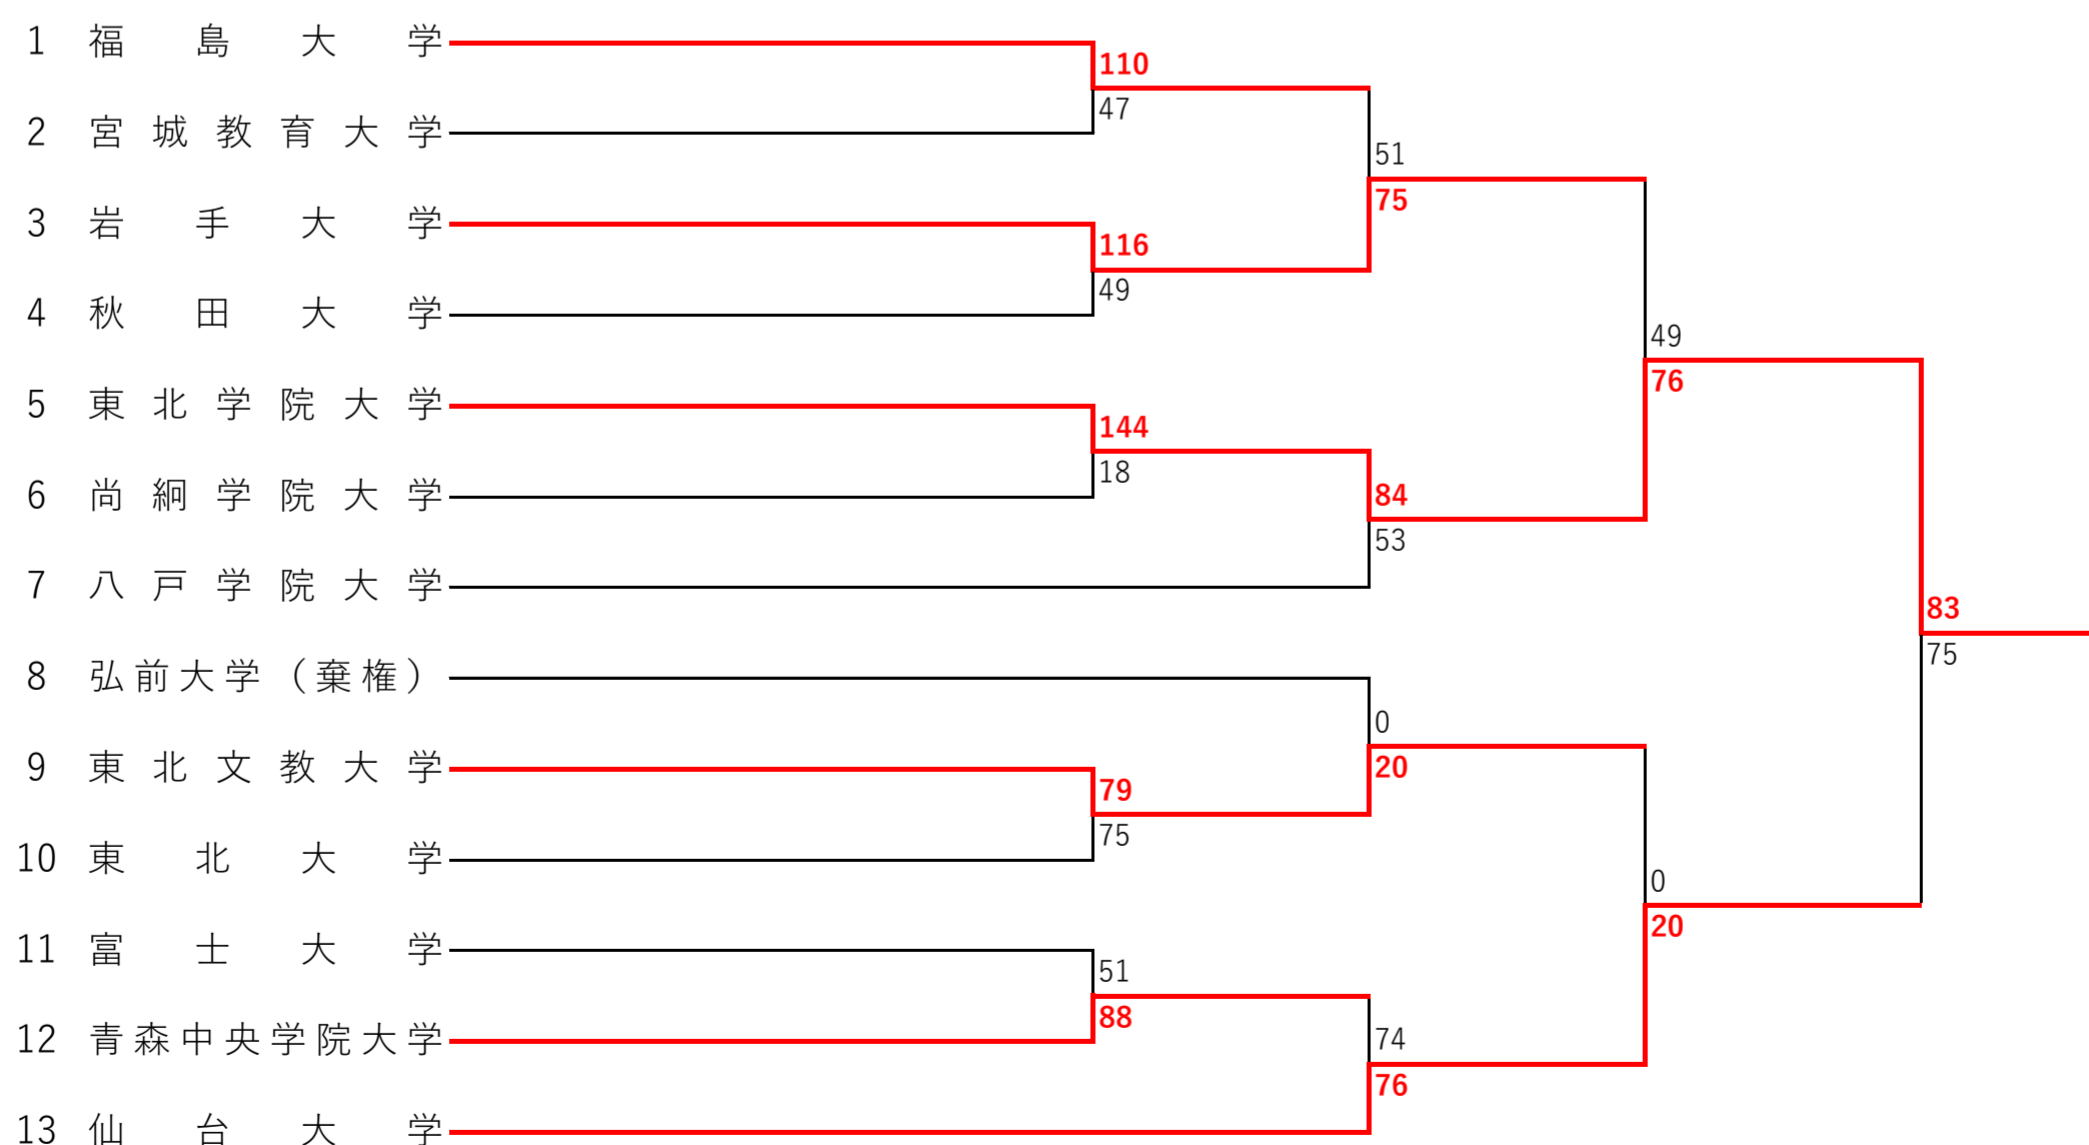 1 福島大学
110
47
2 宮城教育大学
51
75
3 岩手大学
116
49
4 秋田大学
49
76
5 東北学院大学
144
18
6 尚絅学院大学
84
53
7 八戸学院大学
83
75
8 弘前大学（棄権）
0
20
9 東北文教大学
79
75
10 東北大学
0
20
11 富士大学
51
88
12 青森中央学院大学
74
76
13 仙台大学